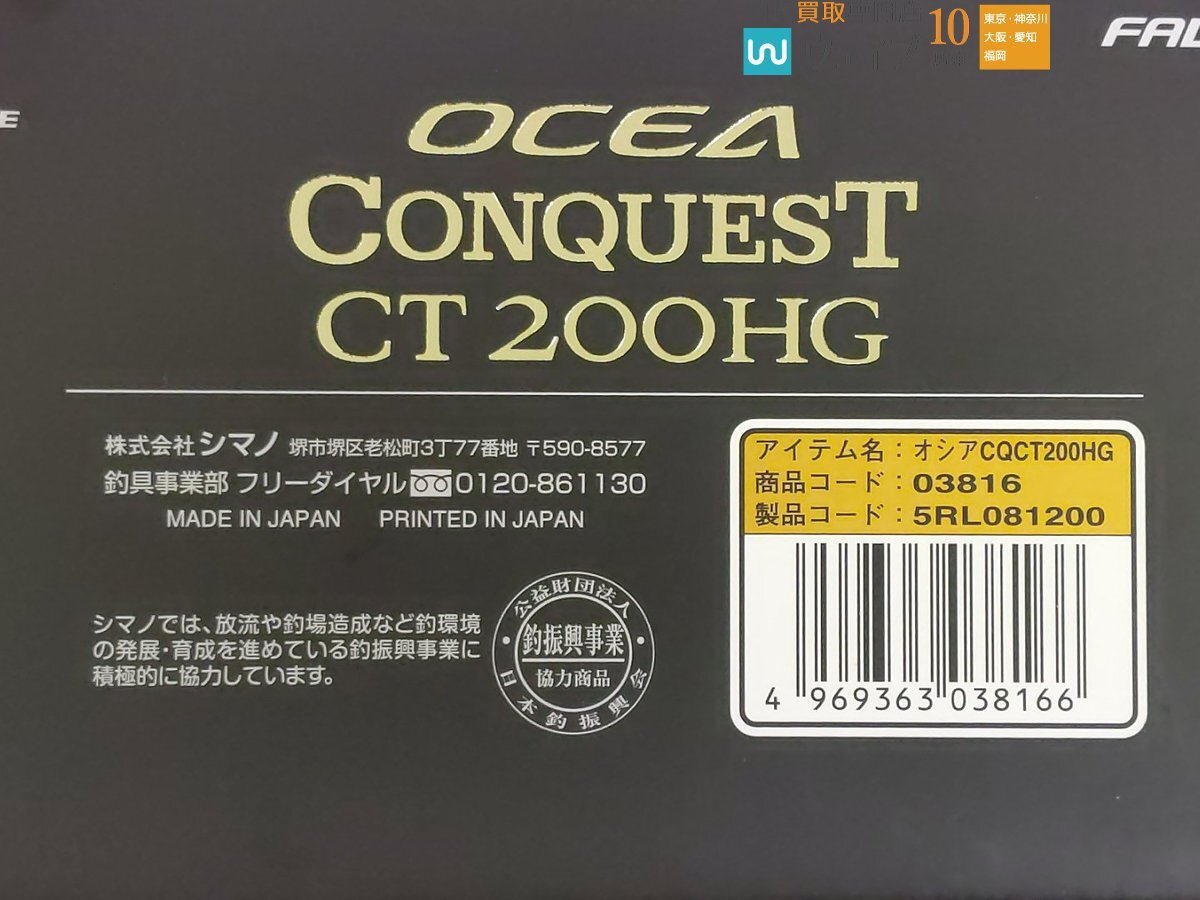 買取
10
東京・神奈川
大阪・愛知
福岡
OCEA
CONQUEST
CT 200HG
株式会社シマノ 堺市堺区老松町3丁77番地 〒590-8577
釣具事業部 フリーダイヤル 0120-861130
MADE IN JAPAN PRINTED IN JAPAN
シマノでは、放流や釣場造成など釣環境
の発展・育成を進めている釣振興事業に
積極的に協力しています。
公益財団法人
釣振興事業
協力商品
日本釣振興会
アイテム名：オシアCQCT200HG
商品コード：03816
製品コード：5RL081200
4 969363 038166